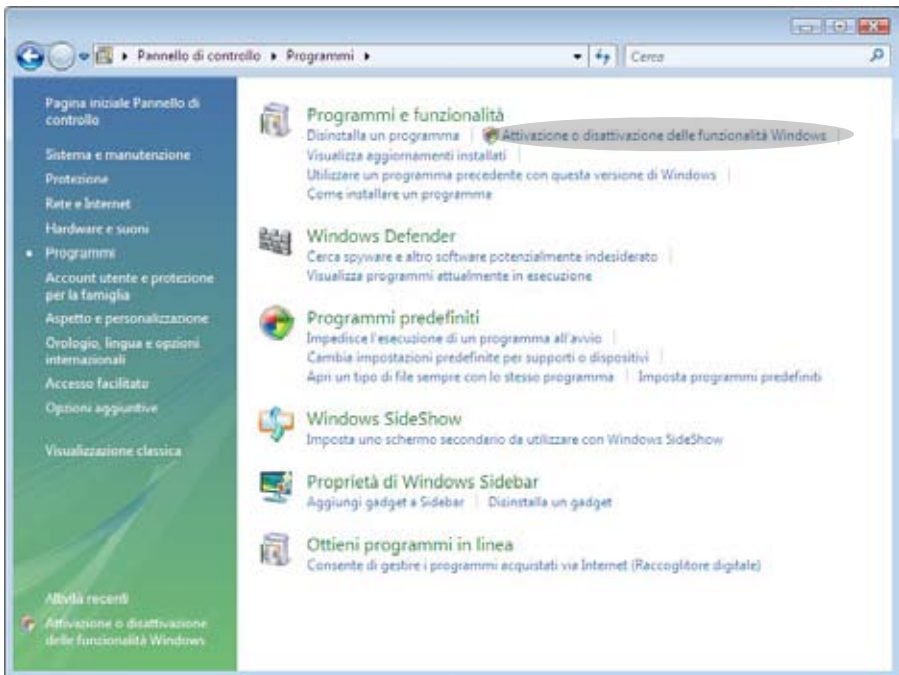 Pannello di controllo ▸ Programmi ▸
Cerca
Pagina iniziale Pannello di
controllo
Sistema e manutenzione
Protezione
Rete e Internet
Hardware e suoni
Programmi
Account utente e protezione
per la famiglia
Aspetto e personalizzazione
Orologio, lingua e opzioni
internazionali
Accesso facilitato
Opzioni aggiuntive
Visualizzazione classica
Attività recenti
Attivazione o disattivazione
delle funzionalità Windows
Programmi e funzionalità
Disinstalla un programma | Attivazione o disattivazione delle funzionalità Windows |
Visualizza aggiornamenti installati |
Utilizzare un programma precedente con questa versione di Windows |
Come installare un programma
Windows Defender
Cerca spyware e altro software potenzialmente indesiderato |
Visualizza programmi attualmente in esecuzione
Programmi predefiniti
Impedisce l'esecuzione di un programma all'avvio |
Cambia impostazioni predefinite per supporti o dispositivi |
Apri un tipo di file sempre con lo stesso programma | Imposta programmi predefiniti
Windows SideShow
Imposta uno schermo secondario da utilizzare con Windows SideShow
Proprietà di Windows Sidebar
Aggiungi gadget a Sidebar | Disinstalla un gadget
Ottieni programmi in linea
Consente di gestire i programmi acquistati via Internet (Raccoglitore digitale)